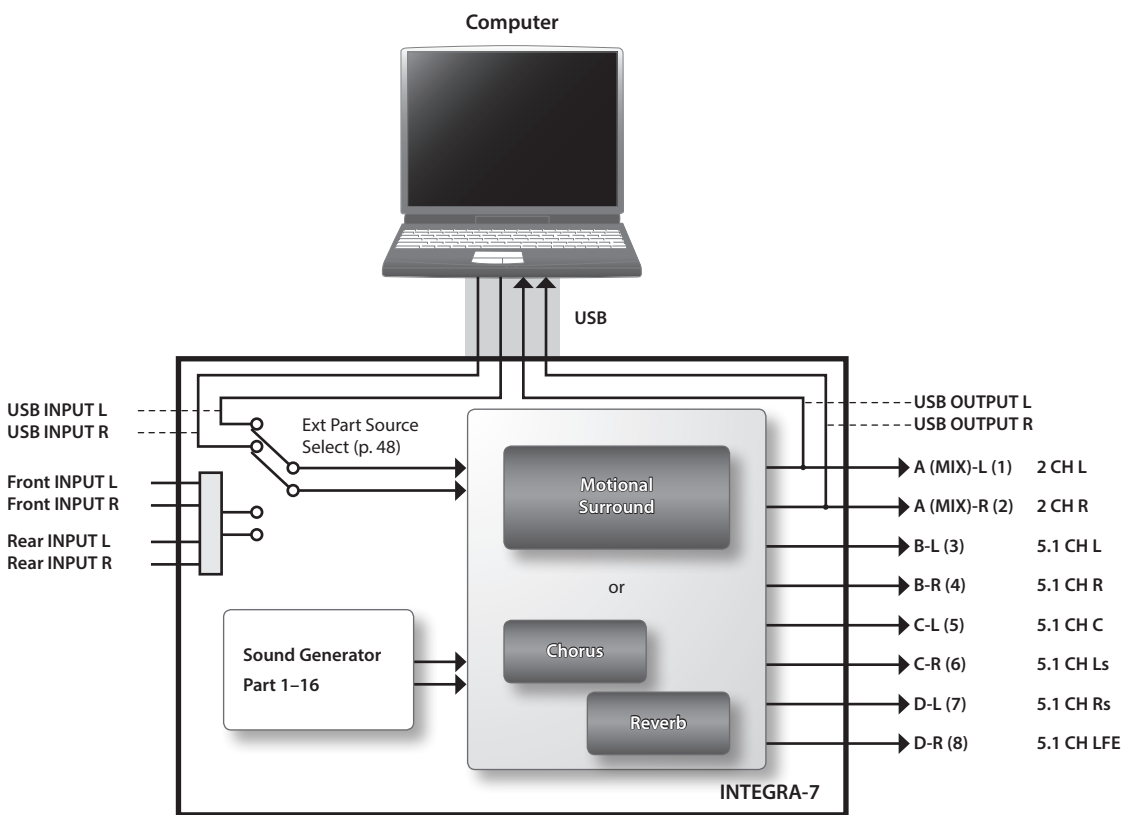 Computer
USB
USB INPUT L
USB INPUT R
Ext Part Source
Select (p. 48)
Front INPUT L
Front INPUT R
Rear INPUT L
Rear INPUT R
Sound Generator
Part 1–16
Motional
Surround
or
Chorus
Reverb
USB OUTPUT L
USB OUTPUT R
A (MIX)-L (1) 2 CH L
A (MIX)-R (2) 2 CH R
B-L (3) 5.1 CH L
B-R (4) 5.1 CH R
C-L (5) 5.1 CH C
C-R (6) 5.1 CH Ls
D-L (7) 5.1 CH Rs
D-R (8) 5.1 CH LFE
INTEGRA-7